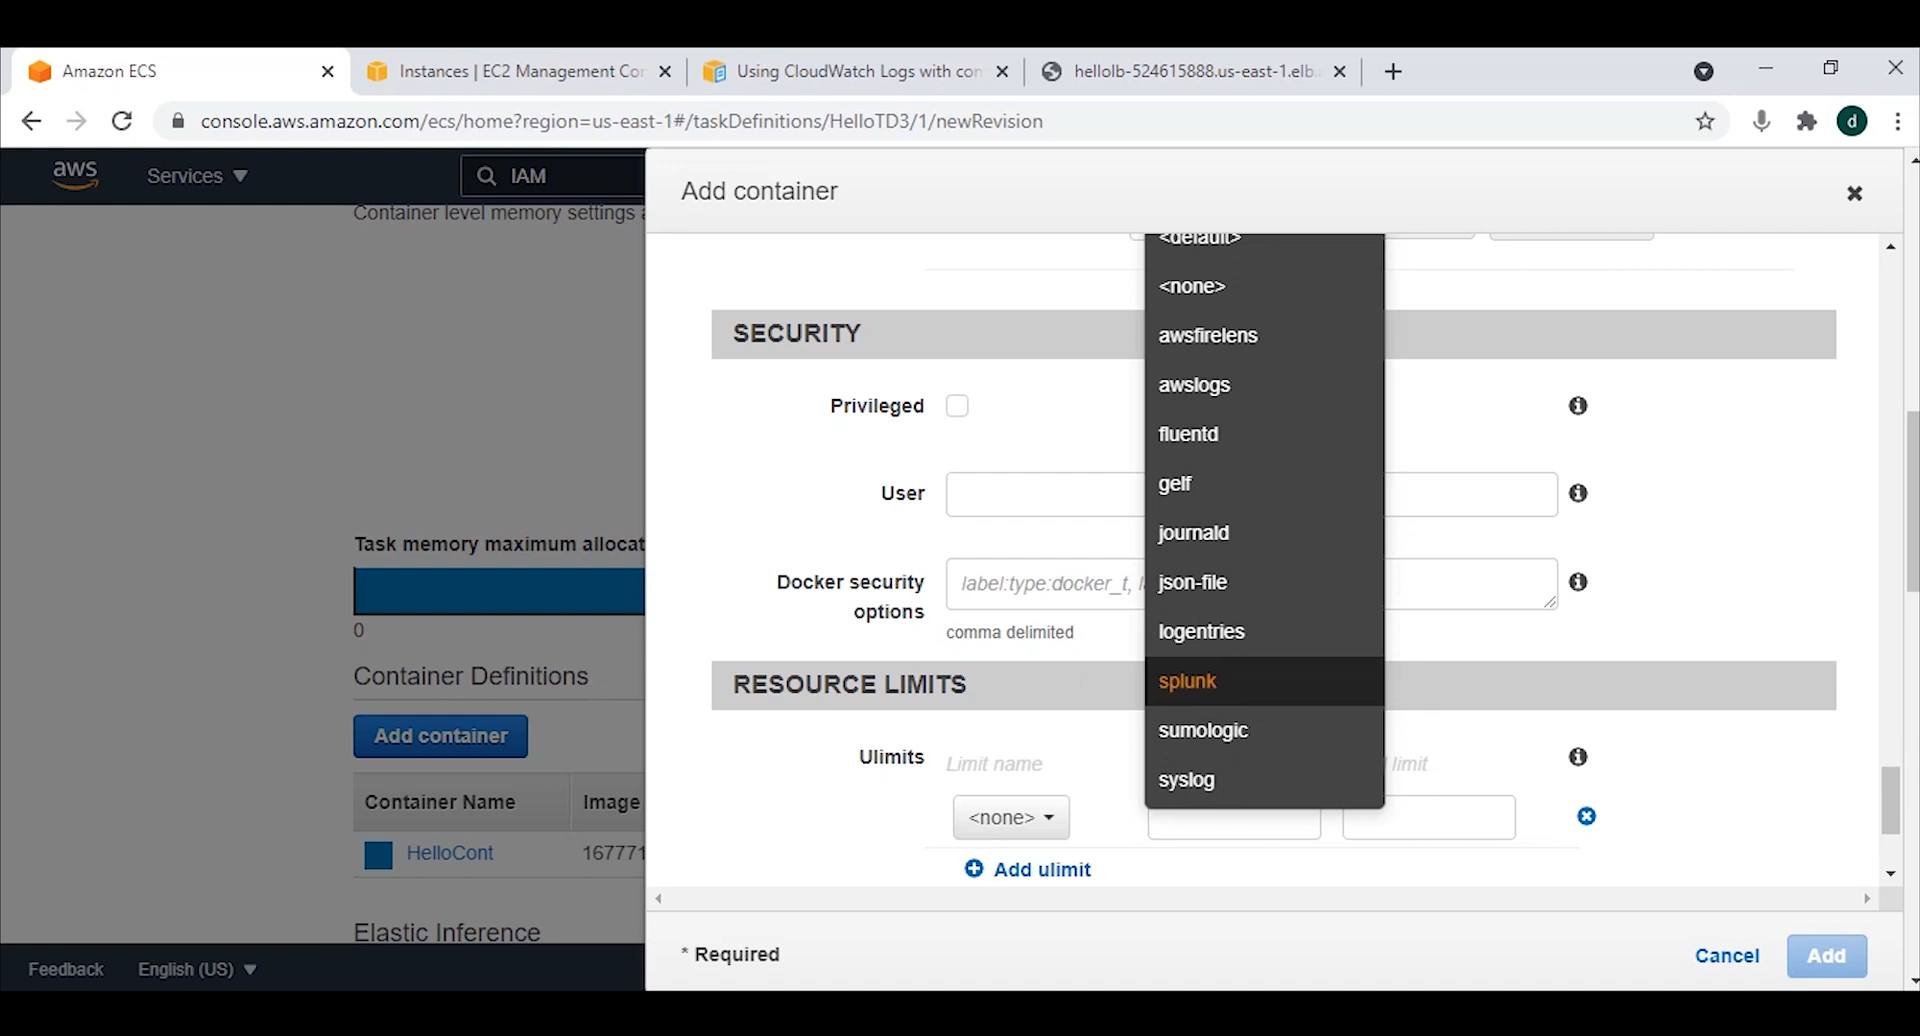 Amazon ECS
Instances | EC2 Management Cor
Using CloudWatch Logs with con
hellolb-524615888.us-east-1.elb.a
console.aws.amazon.com/ecs/home?region=us-east-1#/taskDefinitions/HelloTD3/1/newRevision
d
aws
Services
IAM
Add container
Container level memory settings a
<default>
<none>
awsfirelens
awslogs
fluentd
gelf
journald
json-file
logentries
splunk
sumologic
syslog
SECURITY
Privileged
User
Docker security options
label:type:docker_t, l
comma delimited
RESOURCE LIMITS
Ulimits
Limit name
limit
<none>
Add ulimit
Task memory maximum allocat
0
Container Definitions
Add container
Container Name
Image
HelloCont
167771
Elastic Inference
* Required
Cancel
Add
Feedback
English (US)